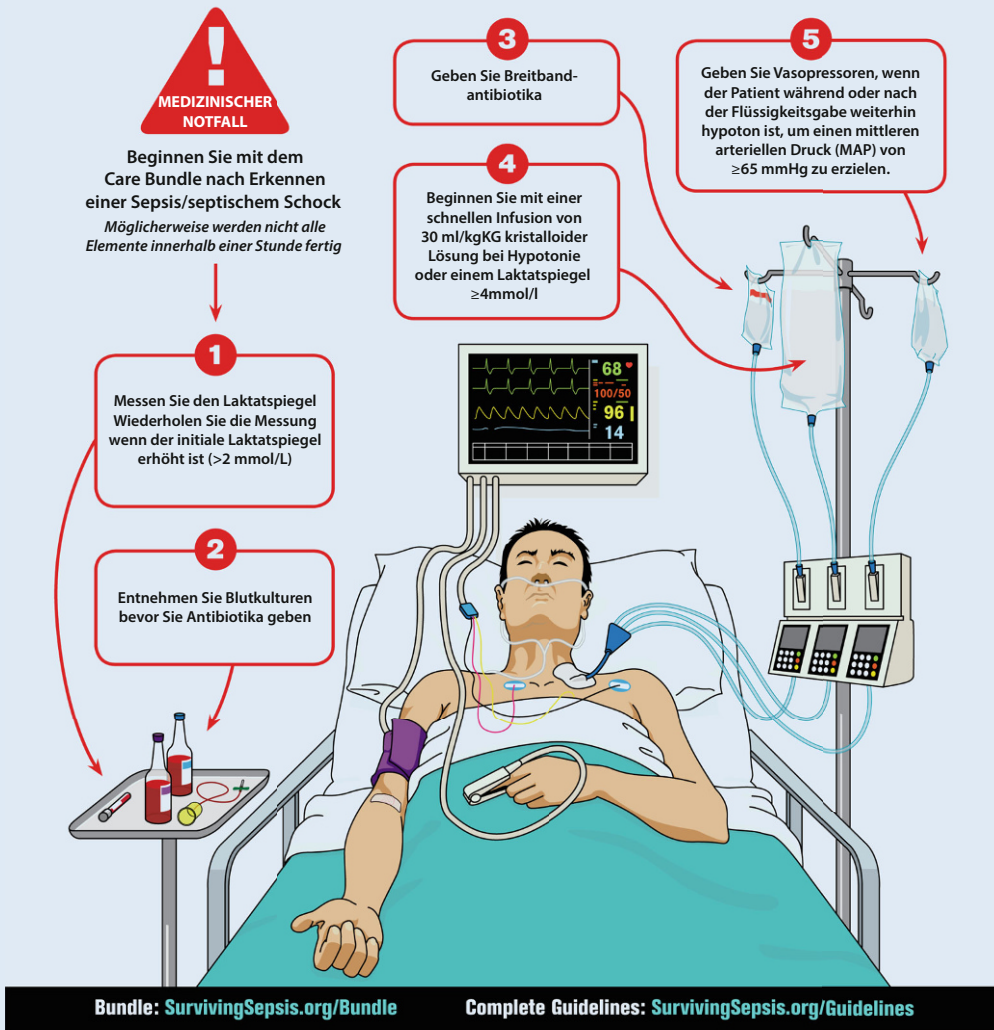 !
MEDIZINISCHER
NOTFALL
Beginnen Sie mit dem
Care Bundle nach Erkennen
einer Sepsis/septischem Schock
Möglicherweise werden nicht alle
Elemente innerhalb einer Stunde fertig
1
Messen Sie den Laktatspiegel
Wiederholen Sie die Messung
wenn der initiale Laktatspiegel
erhöht ist (>2 mmol/L)
2
Entnehmen Sie Blutkulturen
bevor Sie Antibiotika geben
3
Geben Sie Breitband-
antibiotika
4
Beginnen Sie mit einer
schnellen Infusion von
30 ml/kgKG kristalloider
Lösung bei Hypotonie
oder einem Laktatspiegel
≥4mmol/l
5
Geben Sie Vasopressoren, wenn
der Patient während oder nach
der Flüssigkeitsgabe weiterhin
hypoton ist, um einen mittleren
arteriellen Druck (MAP) von
≥65 mmHg zu erzielen.
68
100/50
96
14
Bundle: SurvivingSepsis.org/Bundle Complete Guidelines: SurvivingSepsis.org/Guidelines